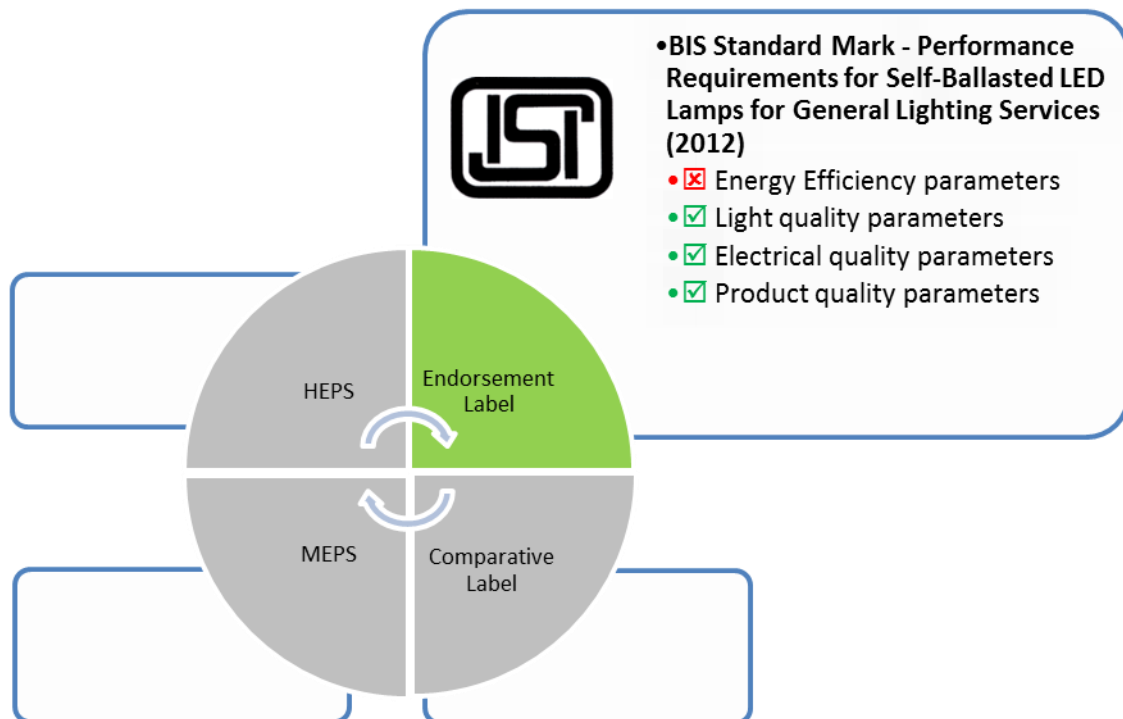 •BIS Standard Mark - Performance
Requirements for Self-Ballasted LED
Lamps for General Lighting Services
(2012)
•☒ Energy Efficiency parameters
•☑ Light quality parameters
•☑ Electrical quality parameters
•☑ Product quality parameters
ISI
HEPS
Endorsement
Label
MEPS
Comparative
Label